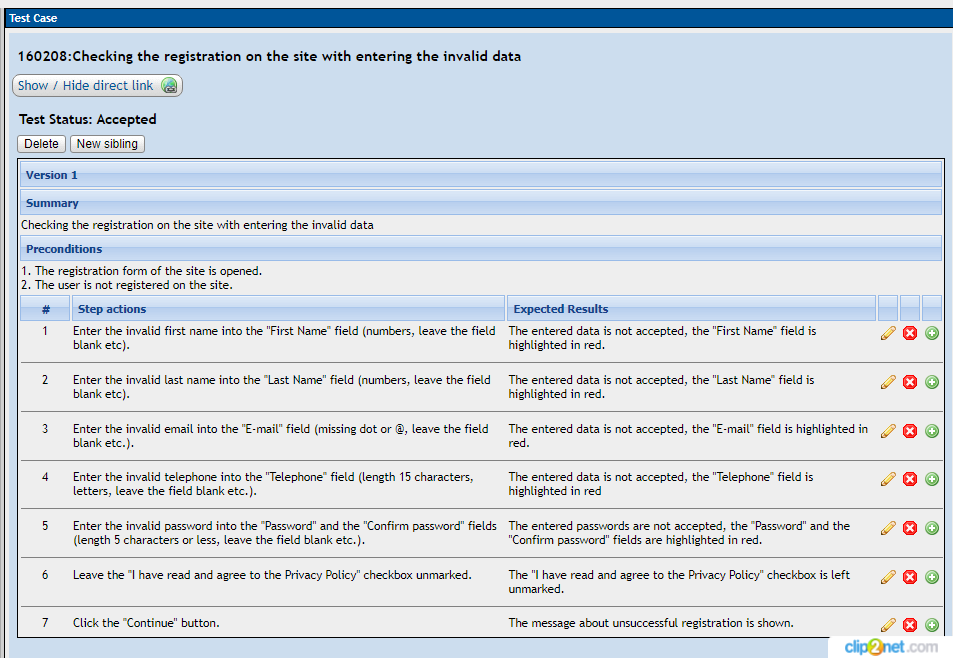 Test Case
160208:Checking the registration on the site with entering the invalid data
Show / Hide direct link
Test Status: Accepted
Delete New sibling
Version 1
Summary
Checking the registration on the site with entering the invalid data
Preconditions
1. The registration form of the site is opened.
2. The user is not registered on the site.
# Step actions Expected Results
1 Enter the invalid first name into the "First Name" field (numbers, leave the field The entered data is not accepted, the "First Name" field is
blank etc). highlighted in red.
2 Enter the invalid last name into the "Last Name" field (numbers, leave the field The entered data is not accepted, the "Last Name" field is
blank etc). highlighted in red.
3 Enter the invalid email into the "E-mail" field (missing dot or @, leave the field The entered data is not accepted, the "E-mail" field is highlighted in
blank etc.). red.
4 Enter the invalid telephone into the "Telephone" field (length 15 characters, The entered data is not accepted, the "Telephone" field is
letters, leave the field blank etc.). highlighted in red
5 Enter the invalid password into the "Password" and the "Confirm password" fields The entered passwords are not accepted, the "Password" and the
(length 5 characters or less, leave the field blank etc.). "Confirm password" fields are highlighted in red.
6 Leave the "I have read and agree to the Privacy Policy" checkbox unmarked. The "I have read and agree to the Privacy Policy" checkbox is left
unmarked.
7 Click the "Continue" button. The message about unsuccessful registration is shown.
clip2net.com